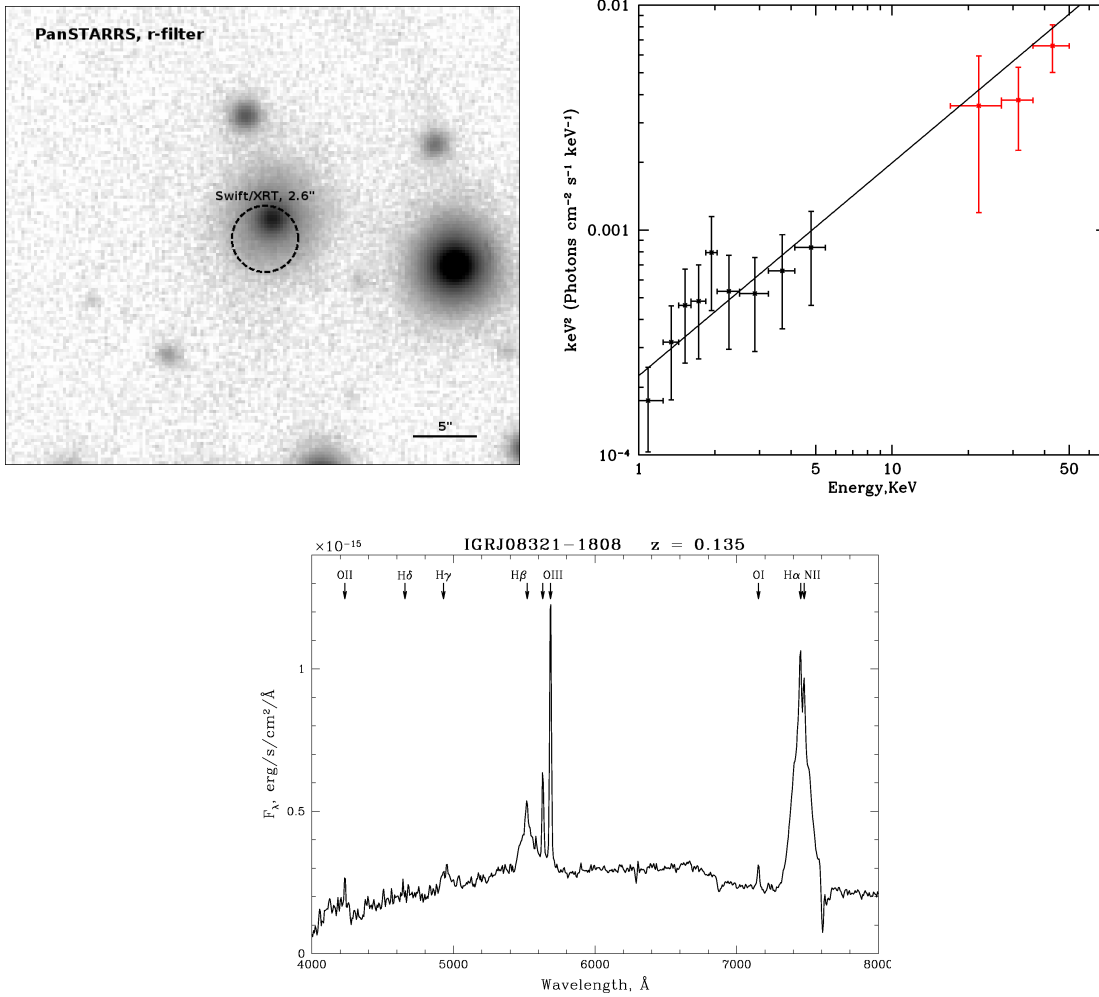 PanSTARRS, r-filter
Swift/XRT, 2.6"
5"
0.01
0.001
10⁻⁴
keV² (Photons cm⁻² s⁻¹ keV⁻¹)
1 5 10 50
Energy,KeV
×10⁻¹⁵ IGRJ08321−1808 z = 0.135
OII Hδ Hγ Hβ OIII OI Hα NII
1
0.5
0
F_λ, erg/s/cm²/Å
4000 5000 6000 7000 8000
Wavelength, Å